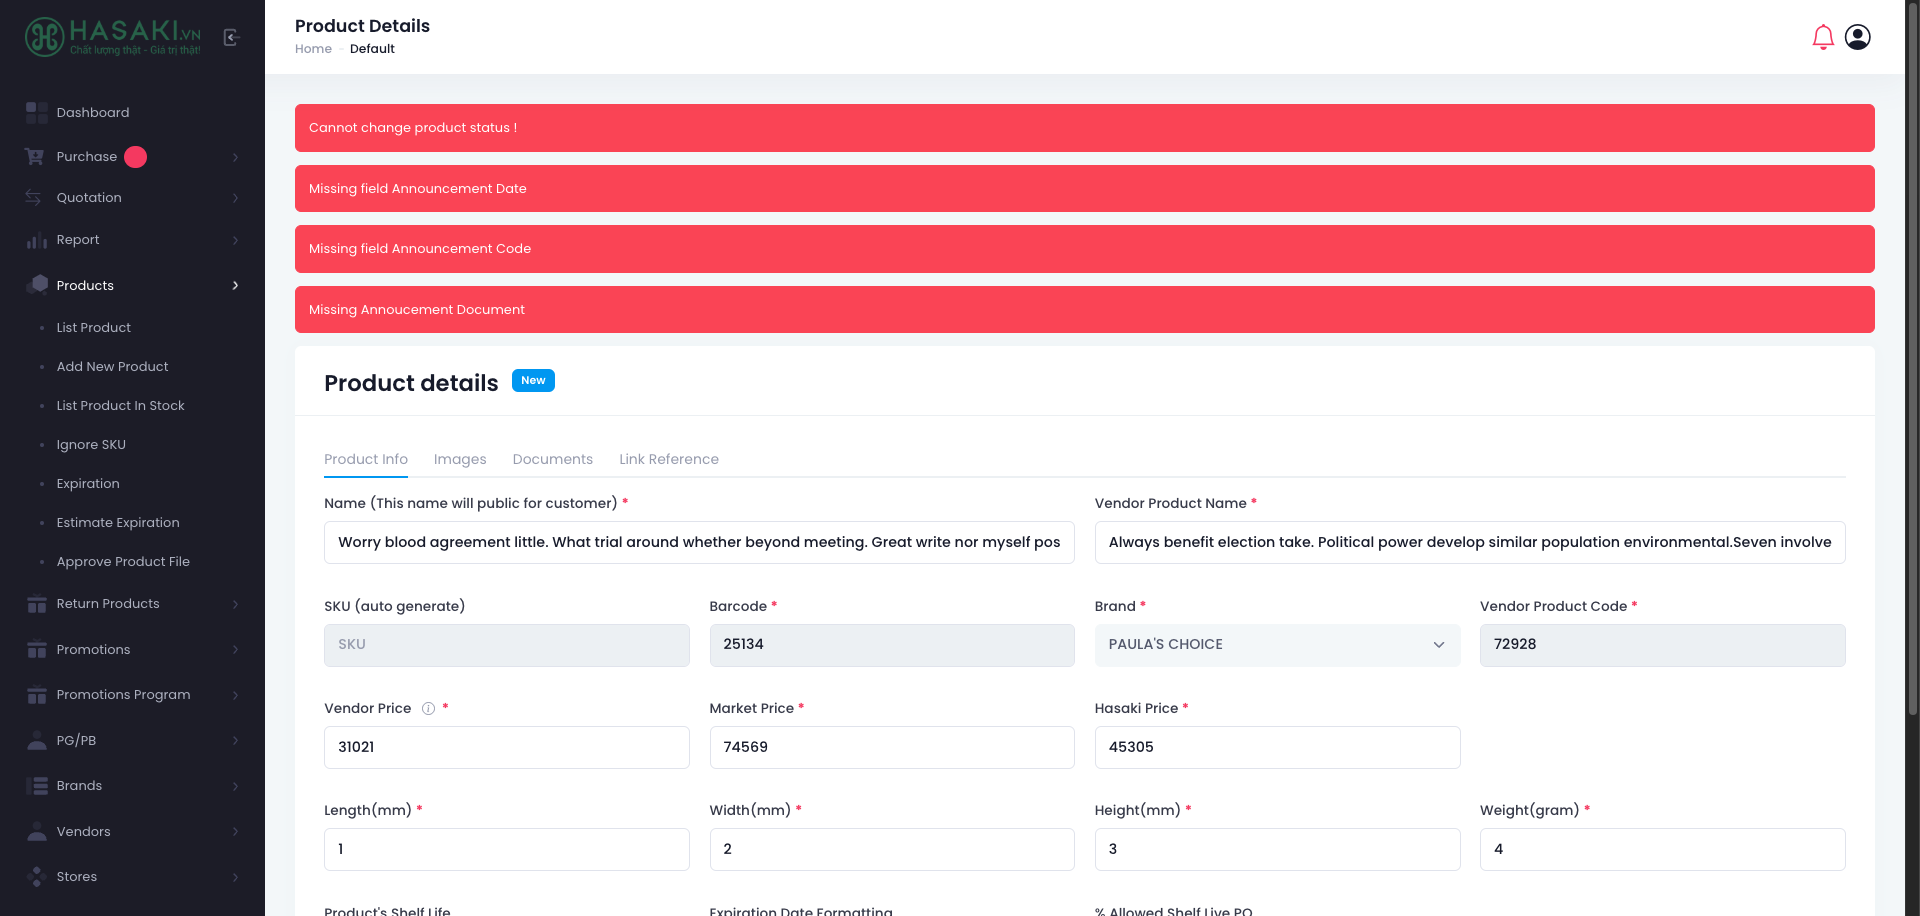 HASAKI.VN
Chất lượng thật - Giá trị thật!
Product Details
Home - Default
Dashboard
Purchase
Quotation
Report
Products
List Product
Add New Product
List Product In Stock
Ignore SKU
Expiration
Estimate Expiration
Approve Product File
Return Products
Promotions
Promotions Program
PG/PB
Brands
Vendors
Stores
Cannot change product status !
Missing field Announcement Date
Missing field Announcement Code
Missing Annoucement Document
Product details New
Product Info Images Documents Link Reference
Name (This name will public for customer) * Vendor Product Name *
Worry blood agreement little. What trial around whether beyond meeting. Great write nor myself pos Always benefit election take. Political power develop similar population environmental.Seven involve
SKU (auto generate) Barcode * Brand * Vendor Product Code *
SKU 25134 PAULA'S CHOICE 72928
Vendor Price * Market Price * Hasaki Price *
31021 74569 45305
Length(mm) * Width(mm) * Height(mm) * Weight(gram) *
1 2 3 4
Product's Shelf Life Expiration Date Formatting % Allowed Shelf Live PO